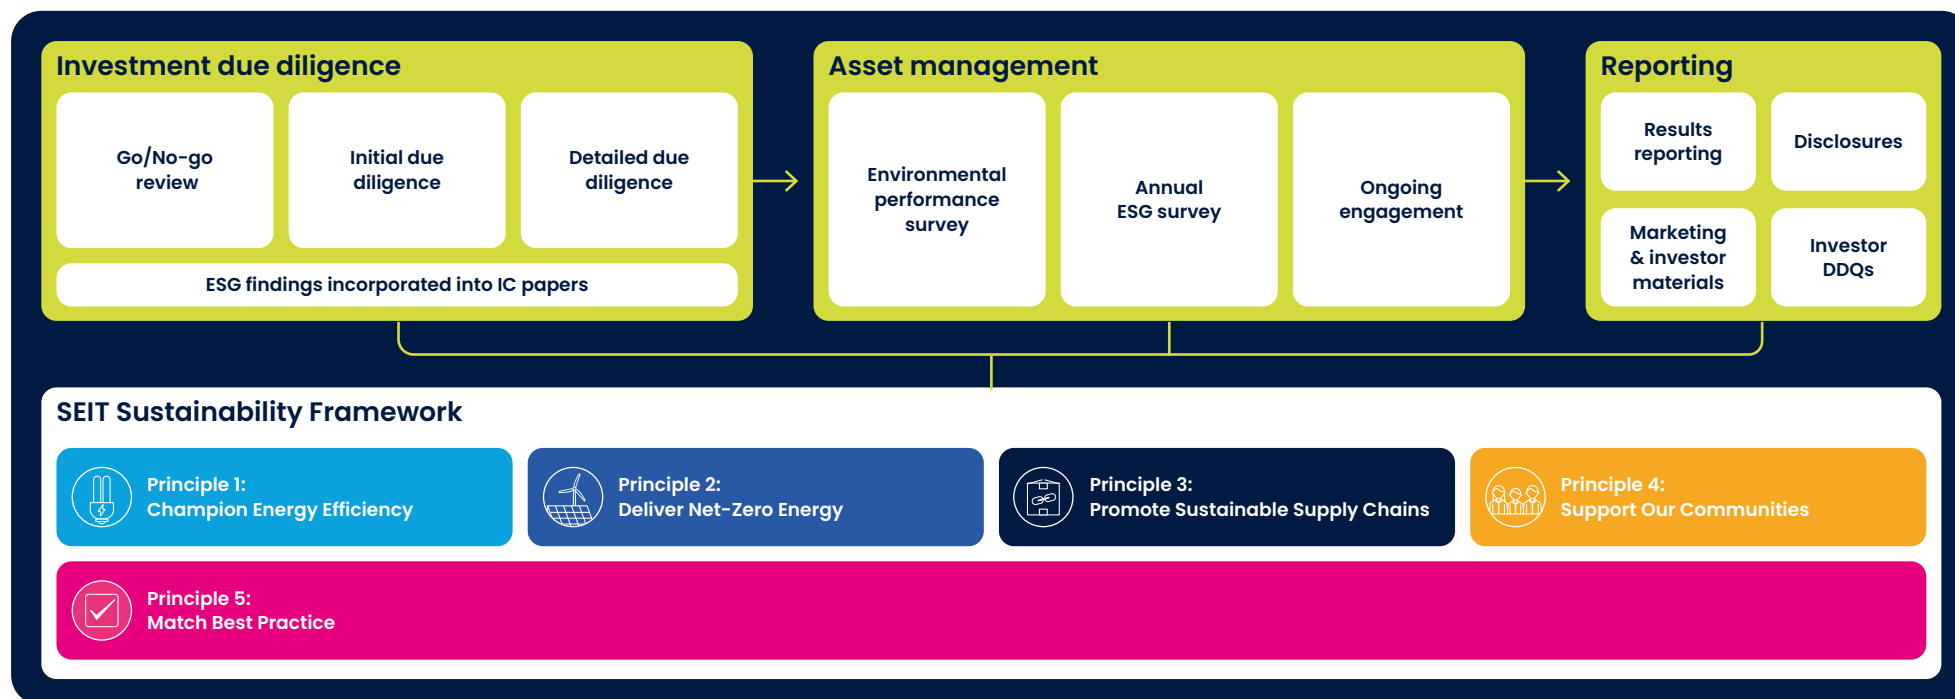 Investment due diligence
Go/No-go
review
Initial due
diligence
Detailed due
diligence
ESG findings incorporated into IC papers
Asset management
Environmental
performance
survey
Annual
ESG survey
Ongoing
engagement
Reporting
Results
reporting
Disclosures
Marketing
& investor
materials
Investor
DDQs
SEIT Sustainability Framework
Principle 1:
Champion Energy Efficiency
Principle 2:
Deliver Net-Zero Energy
Principle 3:
Promote Sustainable Supply Chains
Principle 4:
Support Our Communities
Principle 5:
Match Best Practice